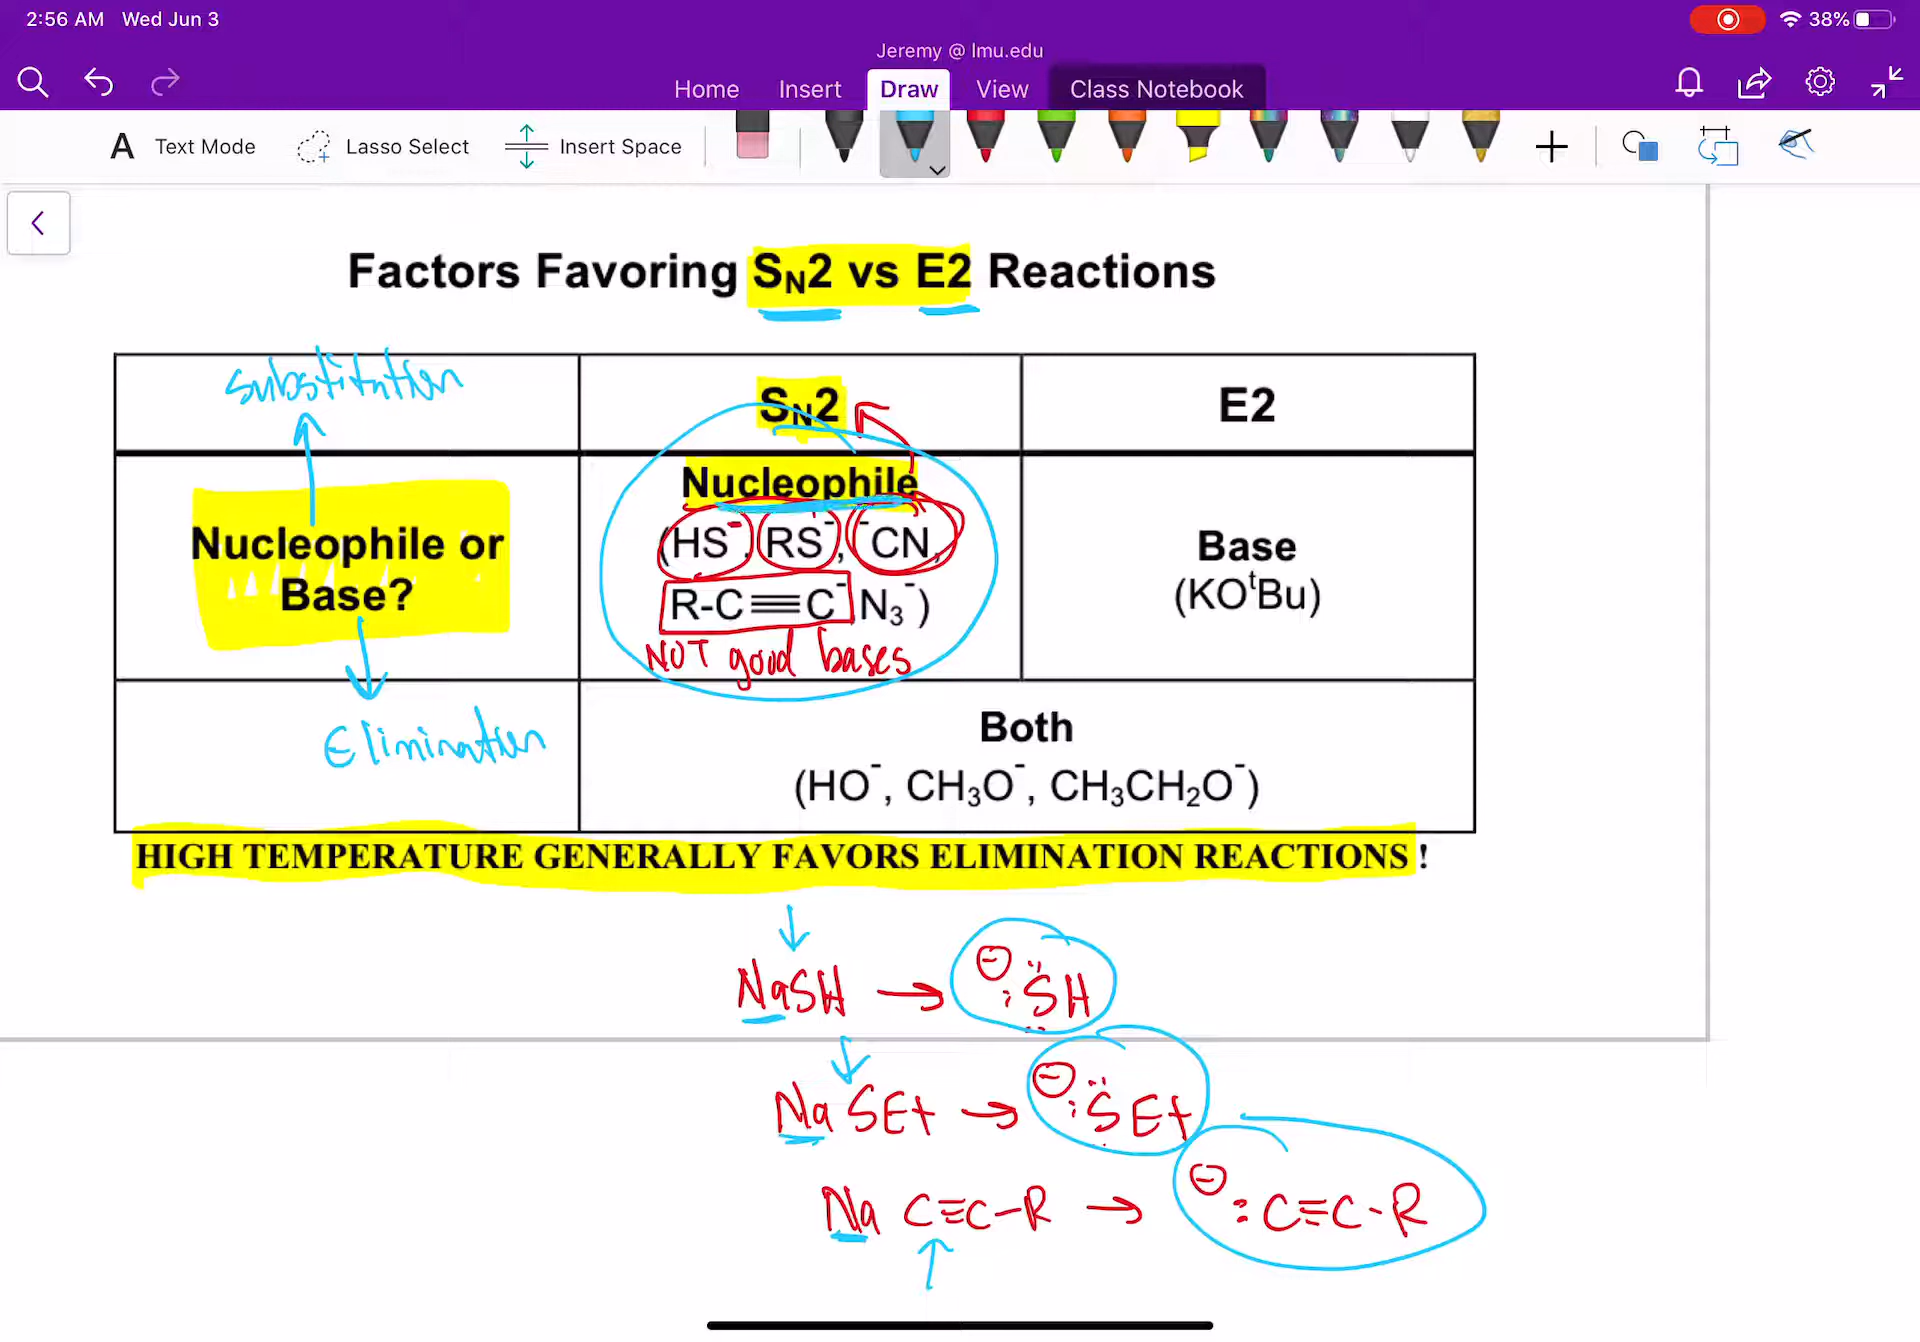 2:56 AM Wed Jun 3
38%
Jeremy @ lmu.edu
Home Insert Draw View Class Notebook
A Text Mode Lasso Select Insert Space
Factors Favoring SN2 vs E2 Reactions
substitution
SN2
E2
Nucleophile or
Base?
Nucleophile
(HS⁻, RS⁻, ⁻CN,
R-C≡C⁻ N₃⁻)
NOT good bases
Base
(KOᵗBu)
Elimination
Both
(HO⁻, CH₃O⁻, CH₃CH₂O⁻)
HIGH TEMPERATURE GENERALLY FAVORS ELIMINATION REACTIONS !
NaSH → ⊖:SH
NaSEt → ⊖:SEt
Na C≡C-R → ⊖:C≡C-R